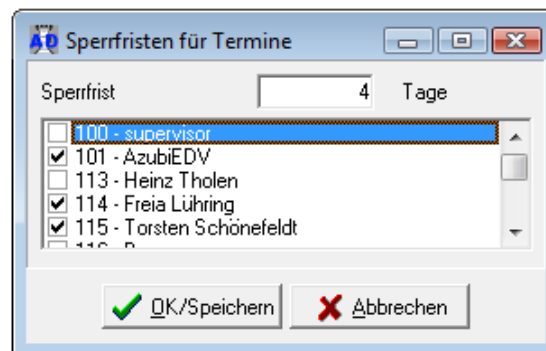 AD Sperrfristen für Termine
Sperrfrist 4 Tage
100 - supervisor
101 - AzubiEDV
113 - Heinz Tholen
114 - Freia Lühring
115 - Torsten Schönefeldt
OK/Speichern Abbrechen